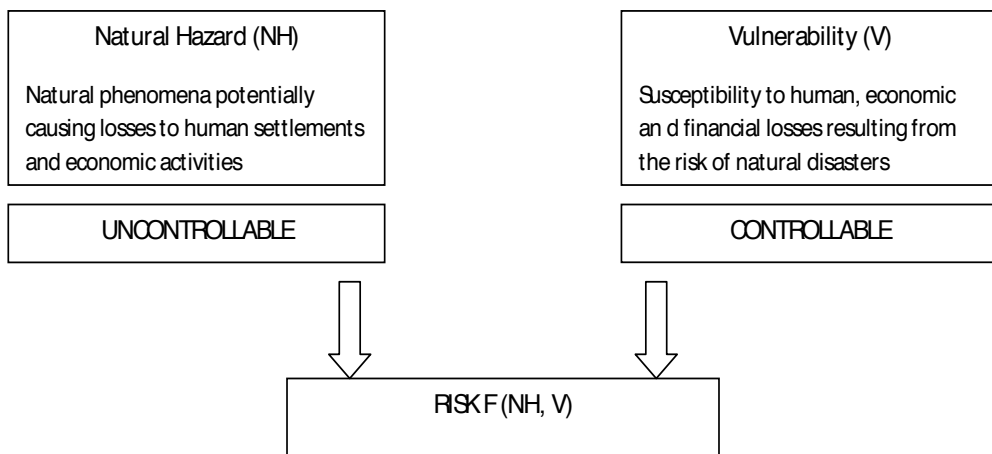 Natural Hazard (NH)
Natural phenomena potentially
causing losses to human settlements
and economic activities
UNCONTROLLABLE
Vulnerability (V)
Susceptibility to human, economic
an d financial losses resulting from
the risk of natural disasters
CONTROLLABLE
RISK F (NH, V)